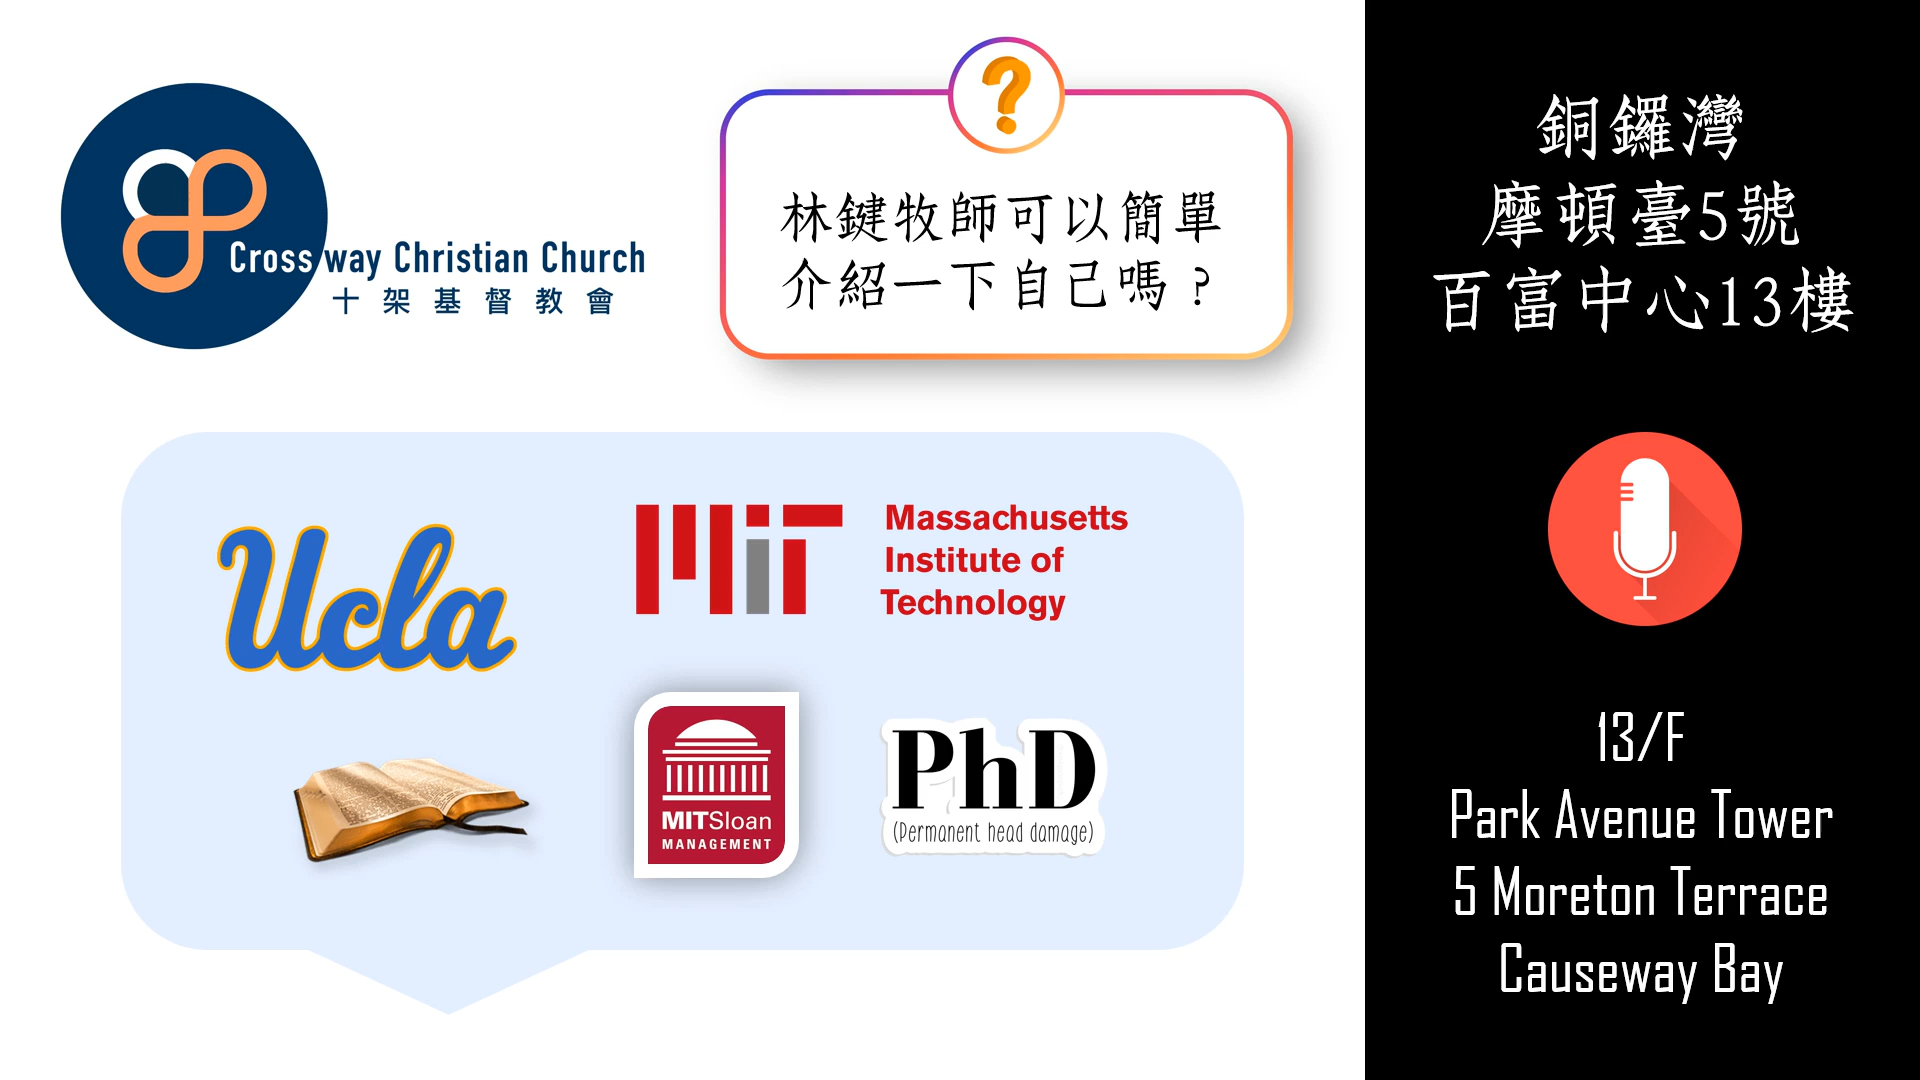 Cross way Christian Church
十架基督教會
林鍵牧師可以簡單
介紹一下自己嗎？
Ucla
MiT
Massachusetts
Institute of
Technology
MITSloan
MANAGEMENT
PhD
(Permanent head damage)
銅鑼灣
摩頓臺5號
百富中心13樓
13/F
Park Avenue Tower
5 Moreton Terrace
Causeway Bay